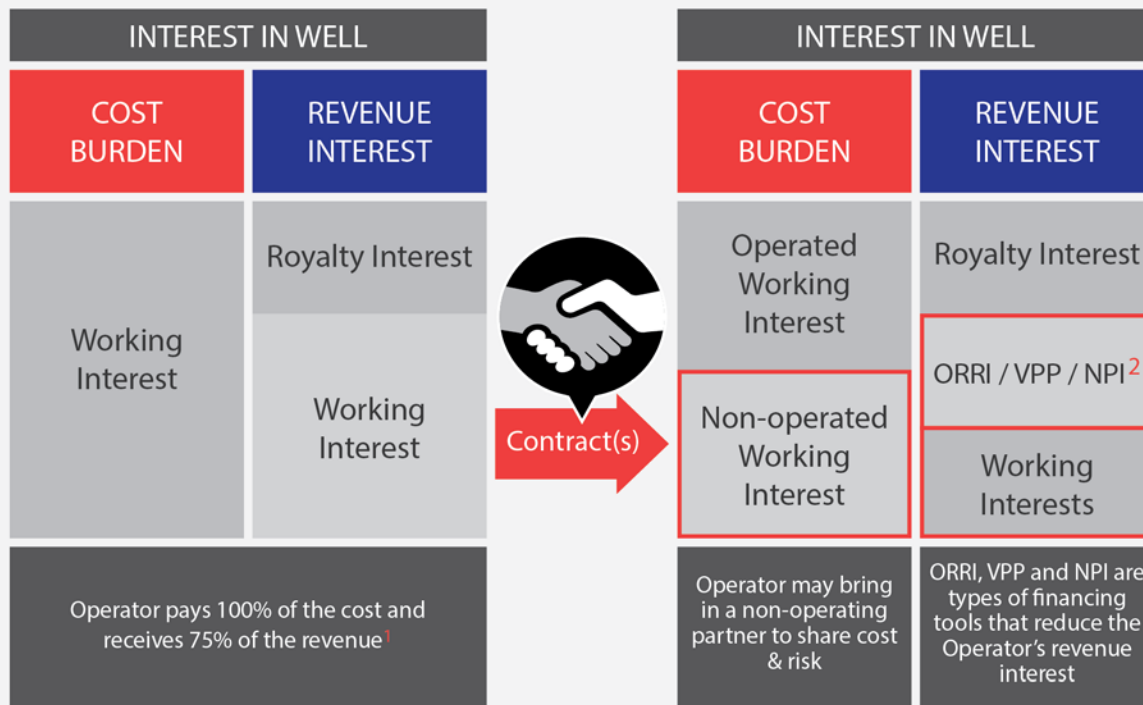 INTEREST IN WELL
COST
BURDEN
REVENUE
INTEREST
Working
Interest
Royalty Interest
Working
Interest
Operator pays 100% of the cost and
receives 75% of the revenue1
Contract(s)
INTEREST IN WELL
COST
BURDEN
REVENUE
INTEREST
Operated
Working
Interest
Non-operated
Working
Interest
Royalty Interest
ORRI / VPP / NPI2
Working
Interests
Operator may bring
in a non-operating
partner to share cost
& risk
ORRI, VPP and NPI are
types of financing
tools that reduce the
Operator's revenue
interest